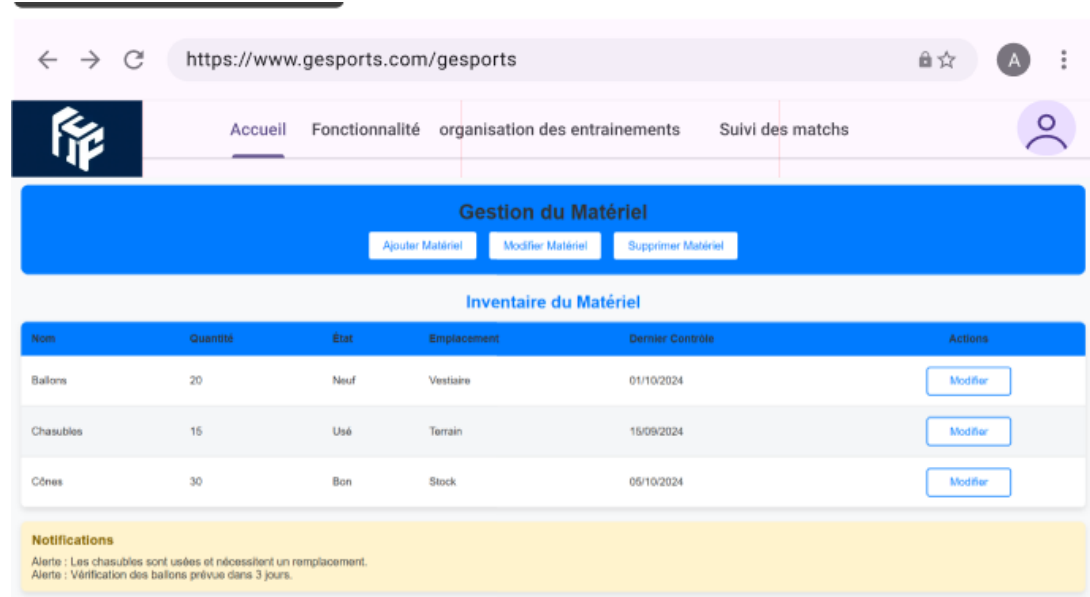 https://www.gesports.com/gesports
A
FUIF
Accueil Fonctionnalité organisation des entrainements Suivi des matchs
Gestion du Matériel
Ajouter Matériel Modifier Matériel Supprimer Matériel
Inventaire du Matériel
Nom Quantité État Emplacement Dernier Contrôle Actions
Ballons 20 Neuf Vestiaire 01/10/2024 Modifier
Chasubles 15 Usé Terrain 15/09/2024 Modifier
Cônes 30 Bon Stock 05/10/2024 Modifier
Notifications
Alerte : Les chasubles sont usées et nécessitent un remplacement.
Alerte : Vérification des ballons prévue dans 3 jours.